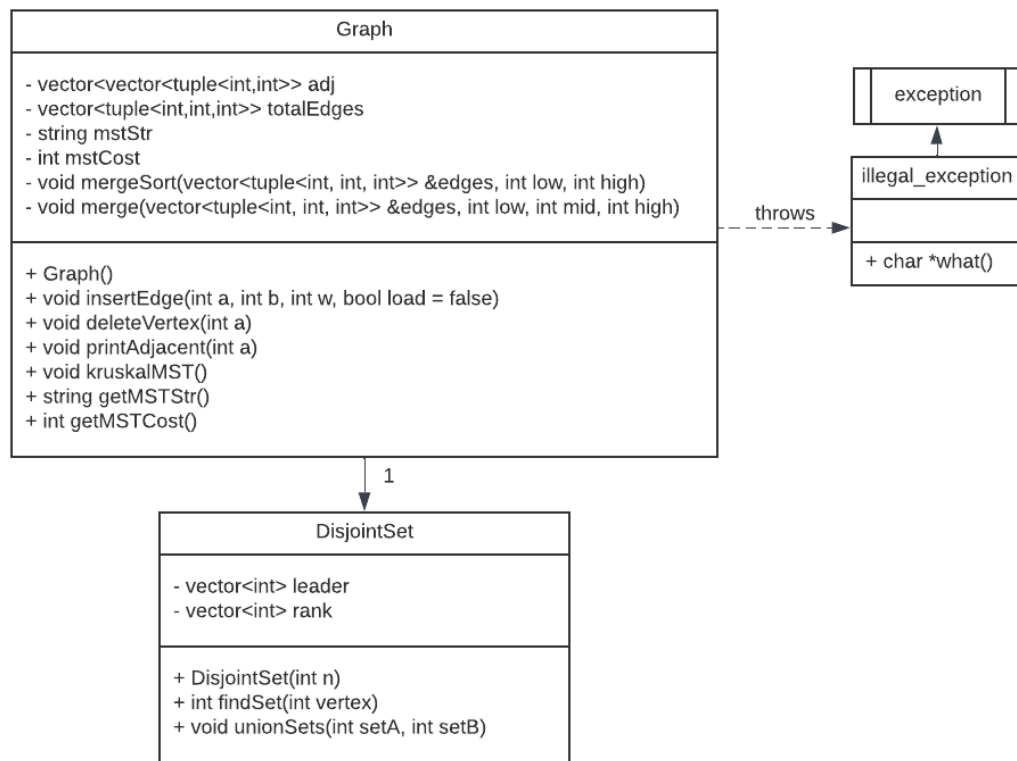 Graph
- vector<vector<tuple<int,int>> adj
- vector<tuple<int,int,int>> totalEdges
- string mstStr
- int mstCost
- void mergeSort(vector<tuple<int, int, int>> &edges, int low, int high)
- void merge(vector<tuple<int, int, int>> &edges, int low, int mid, int high)
+ Graph()
+ void insertEdge(int a, int b, int w, bool load = false)
+ void deleteVertex(int a)
+ void printAdjacent(int a)
+ void kruskalMST()
+ string getMSTStr()
+ int getMSTCost()
throws
exception
illegal_exception
+ char *what()
1
DisjointSet
- vector<int> leader
- vector<int> rank
+ DisjointSet(int n)
+ int findSet(int vertex)
+ void unionSets(int setA, int setB)